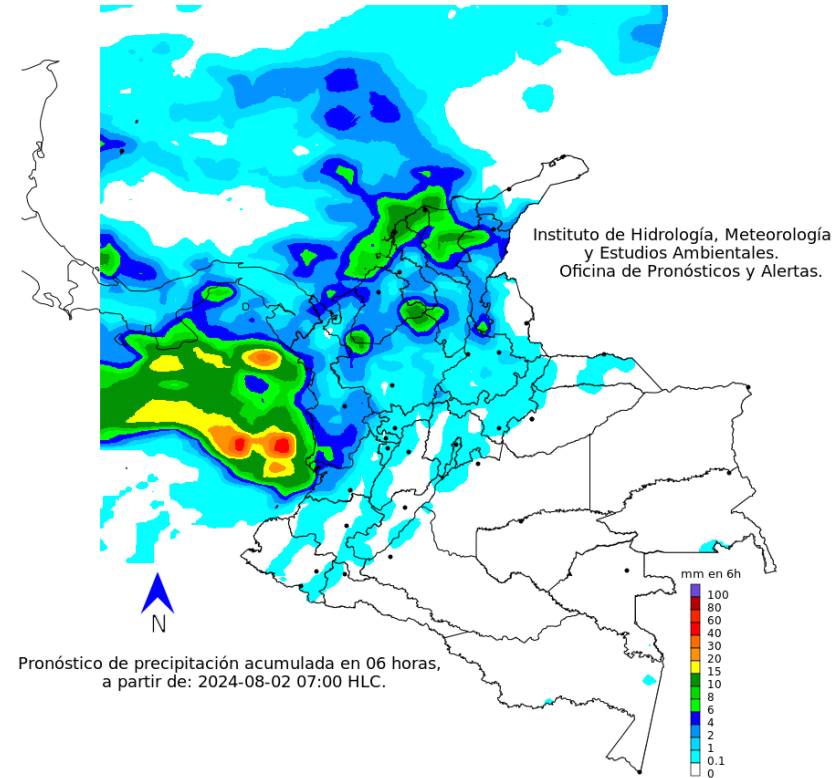 Instituto de Hidrología, Meteorología
y Estudios Ambientales.
Oficina de Pronósticos y Alertas.
mm en 6h
100
80
60
40
30
20
15
10
8
6
4
2
1
0.1
0
N
Pronóstico de precipitación acumulada en 06 horas,
a partir de: 2024-08-02 07:00 HLC.